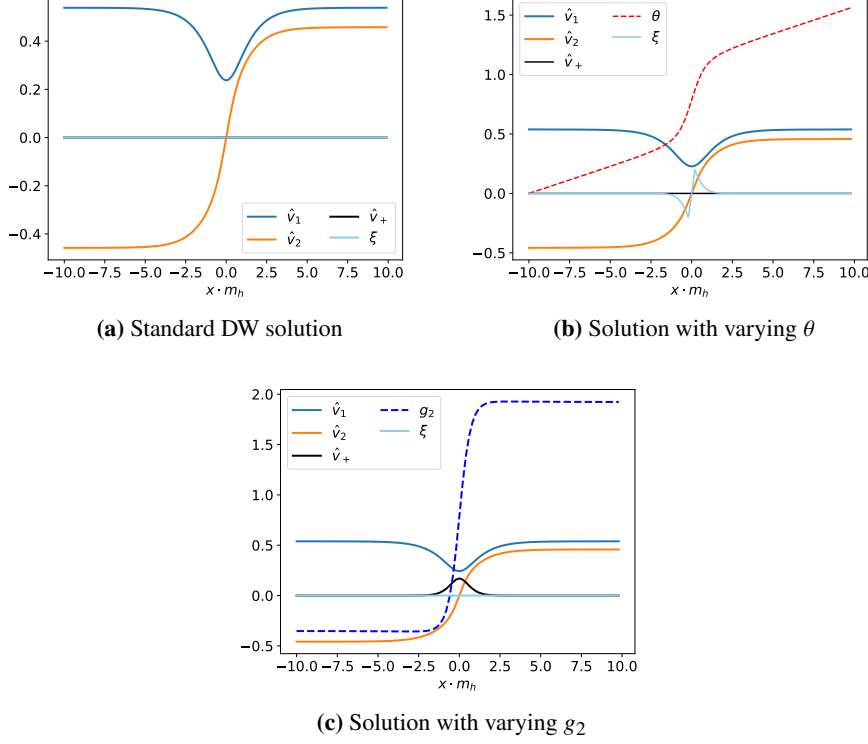 0.4
0.2
0.0
−0.2
−0.4
v̂₁
v̂₂
v̂₊
ξ
−10.0 −7.5 −5.0 −2.5 0.0 2.5 5.0 7.5 10.0
x · mₕ
(a) Standard DW solution
1.5
1.0
0.5
0.0
−0.5
v̂₁
v̂₂
v̂₊
θ
ξ
−10.0 −7.5 −5.0 −2.5 0.0 2.5 5.0 7.5 10.0
x · mₕ
(b) Solution with varying θ
2.0
1.5
1.0
0.5
0.0
−0.5
v̂₁
v̂₂
v̂₊
g₂
ξ
−10.0 −7.5 −5.0 −2.5 0.0 2.5 5.0 7.5 10.0
x · mₕ
(c) Solution with varying g₂